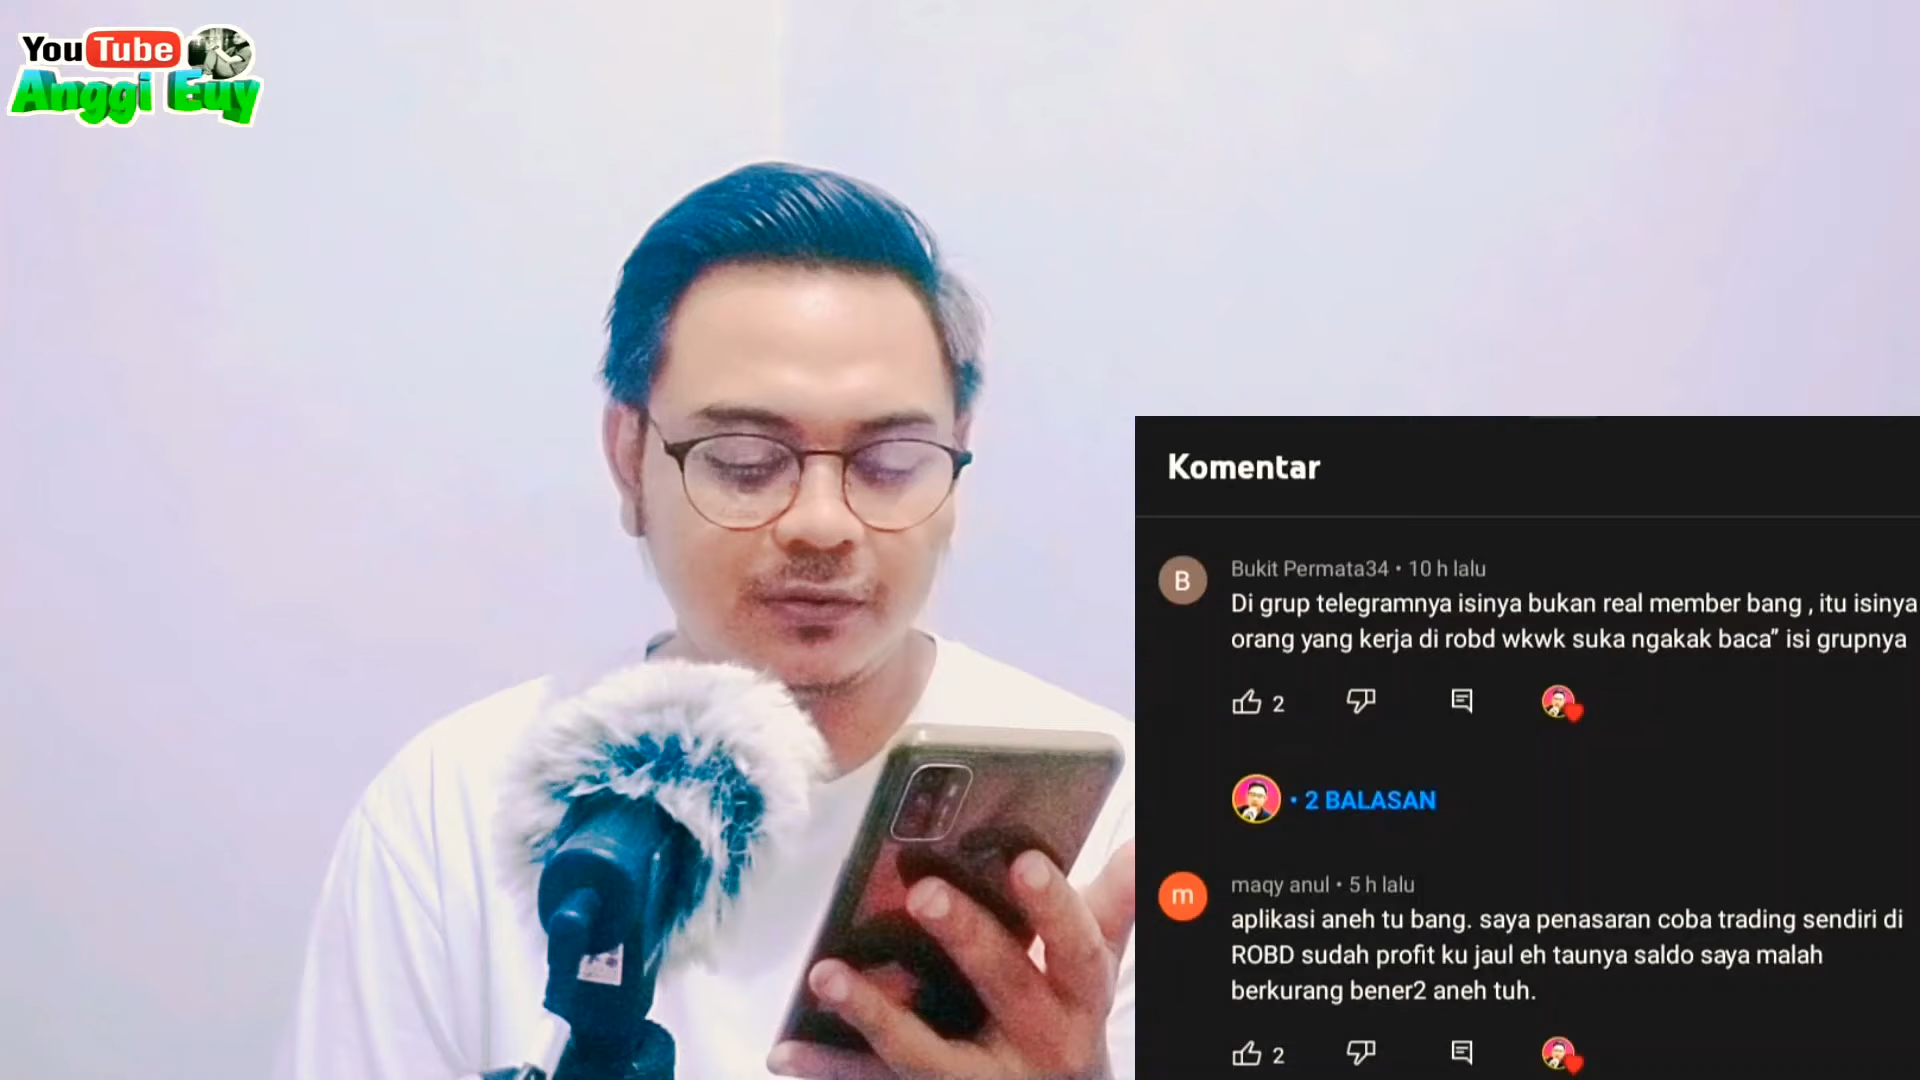 YouTube
Anggi Euy
Komentar
B
Bukit Permata34 • 10 h lalu
Di grup telegramnya isinya bukan real member bang , itu isinya
orang yang kerja di robd wkwk suka ngakak baca” isi grupnya
2
• 2 BALASAN
m
maqy anul • 5 h lalu
aplikasi aneh tu bang. saya penasaran coba trading sendiri di
ROBD sudah profit ku jaul eh taunya saldo saya malah
berkurang bener2 aneh tuh.
2